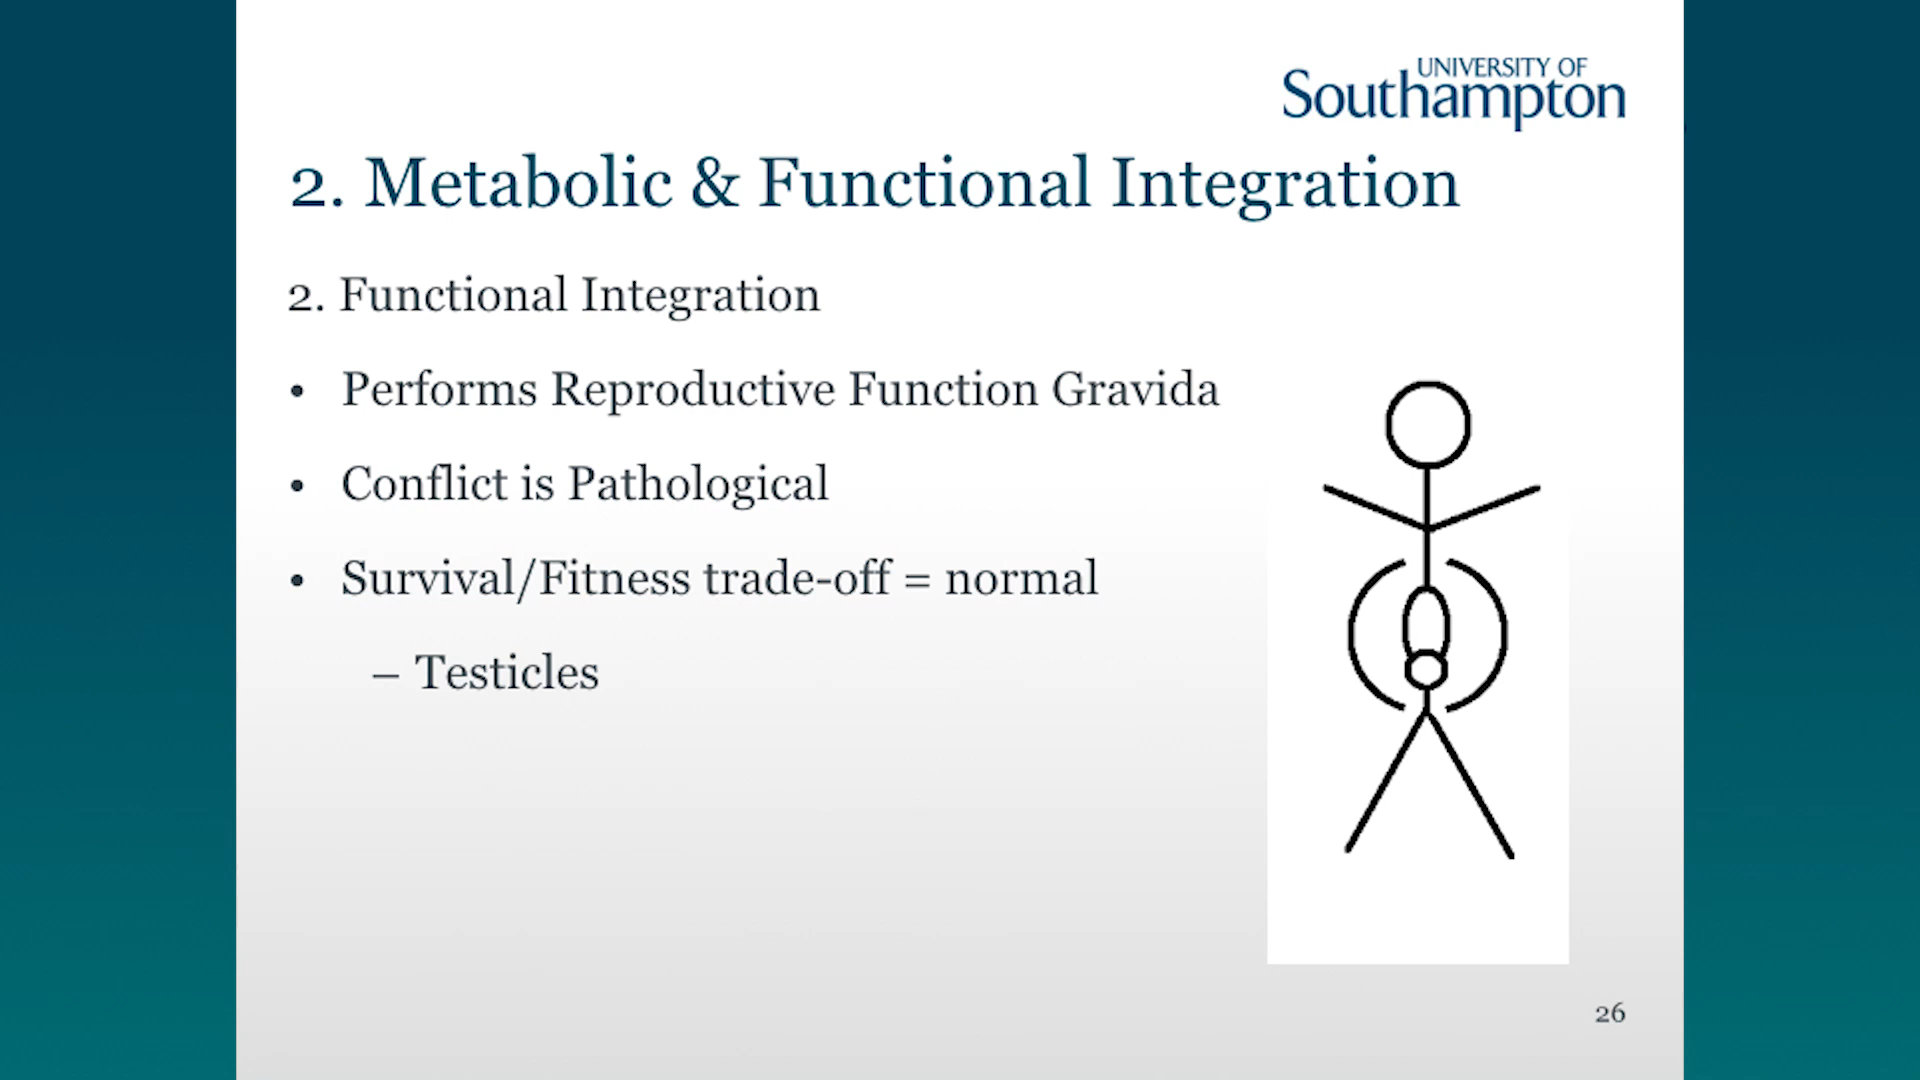 UNIVERSITY OF
Southampton
2. Metabolic & Functional Integration
2. Functional Integration
• Performs Reproductive Function Gravida
• Conflict is Pathological
• Survival/Fitness trade-off = normal
– Testicles
26